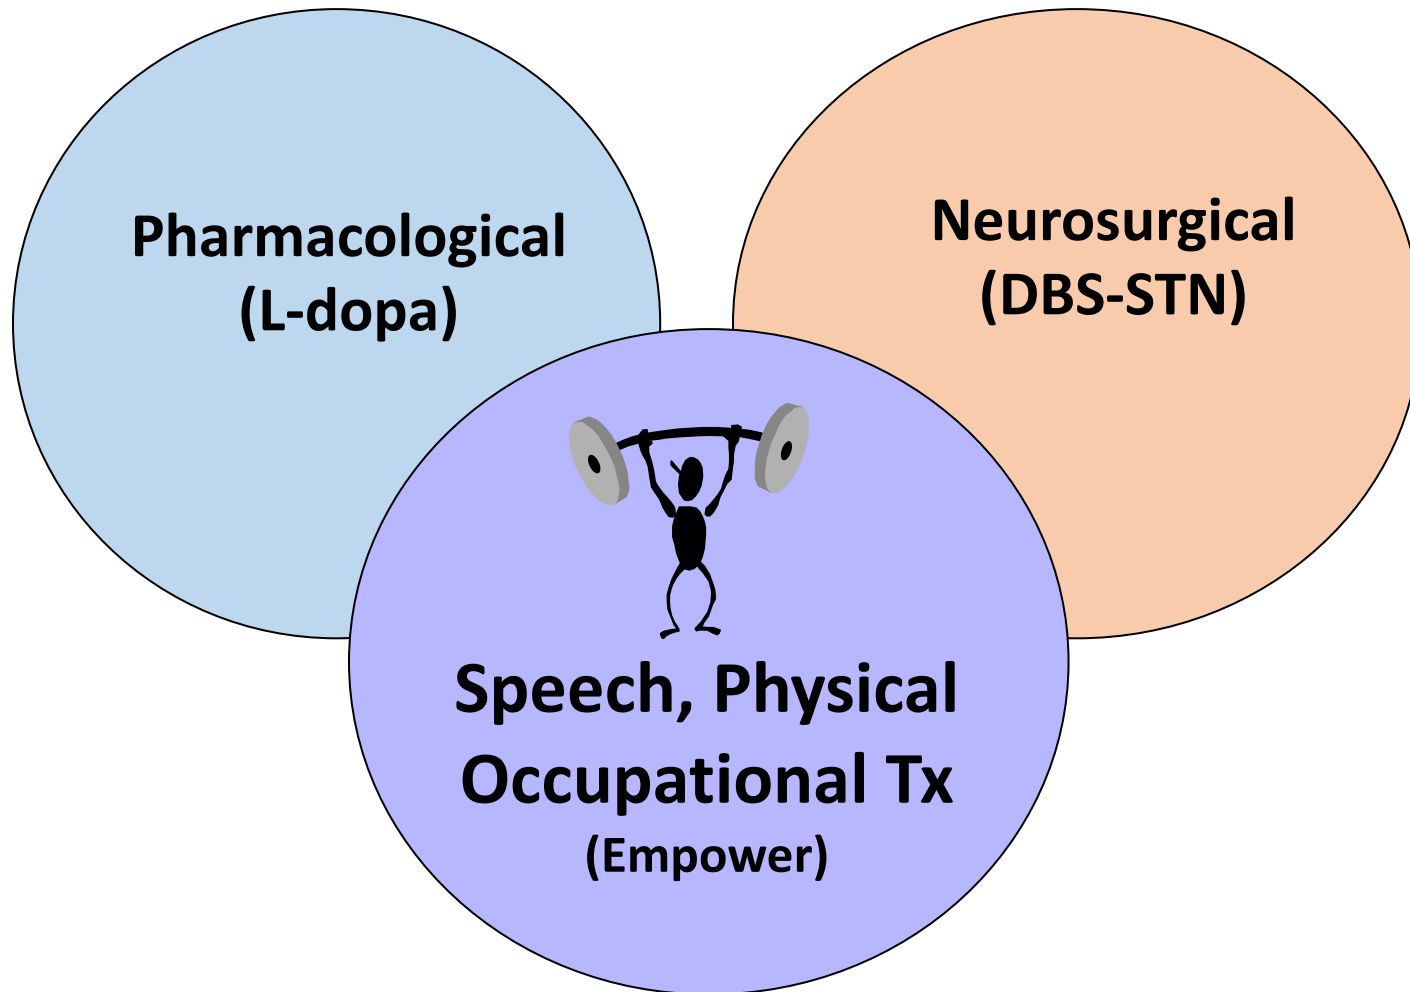 Pharmacological
(L-dopa)
Neurosurgical
(DBS-STN)
Speech, Physical
Occupational Tx
(Empower)